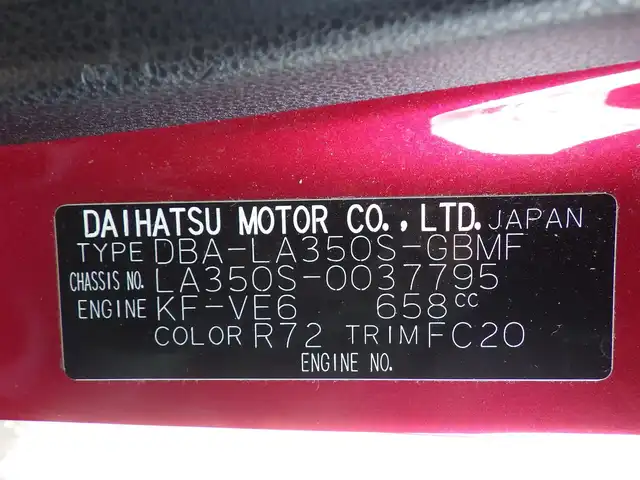 DAIHATSU MOTOR CO., LTD. JAPAN
TYPE DBA-LA350S-GBMF
CHASSIS NO. LA350S-0037795
ENGINE KF-VE6 658cc
COLOR R72 TRIM FC20
ENGINE NO.